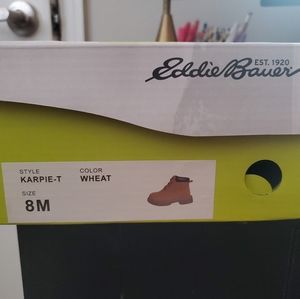 EST. 1920
Eddie Bauer
STYLE COLOR
KARPIE-T WHEAT
SIZE
8M